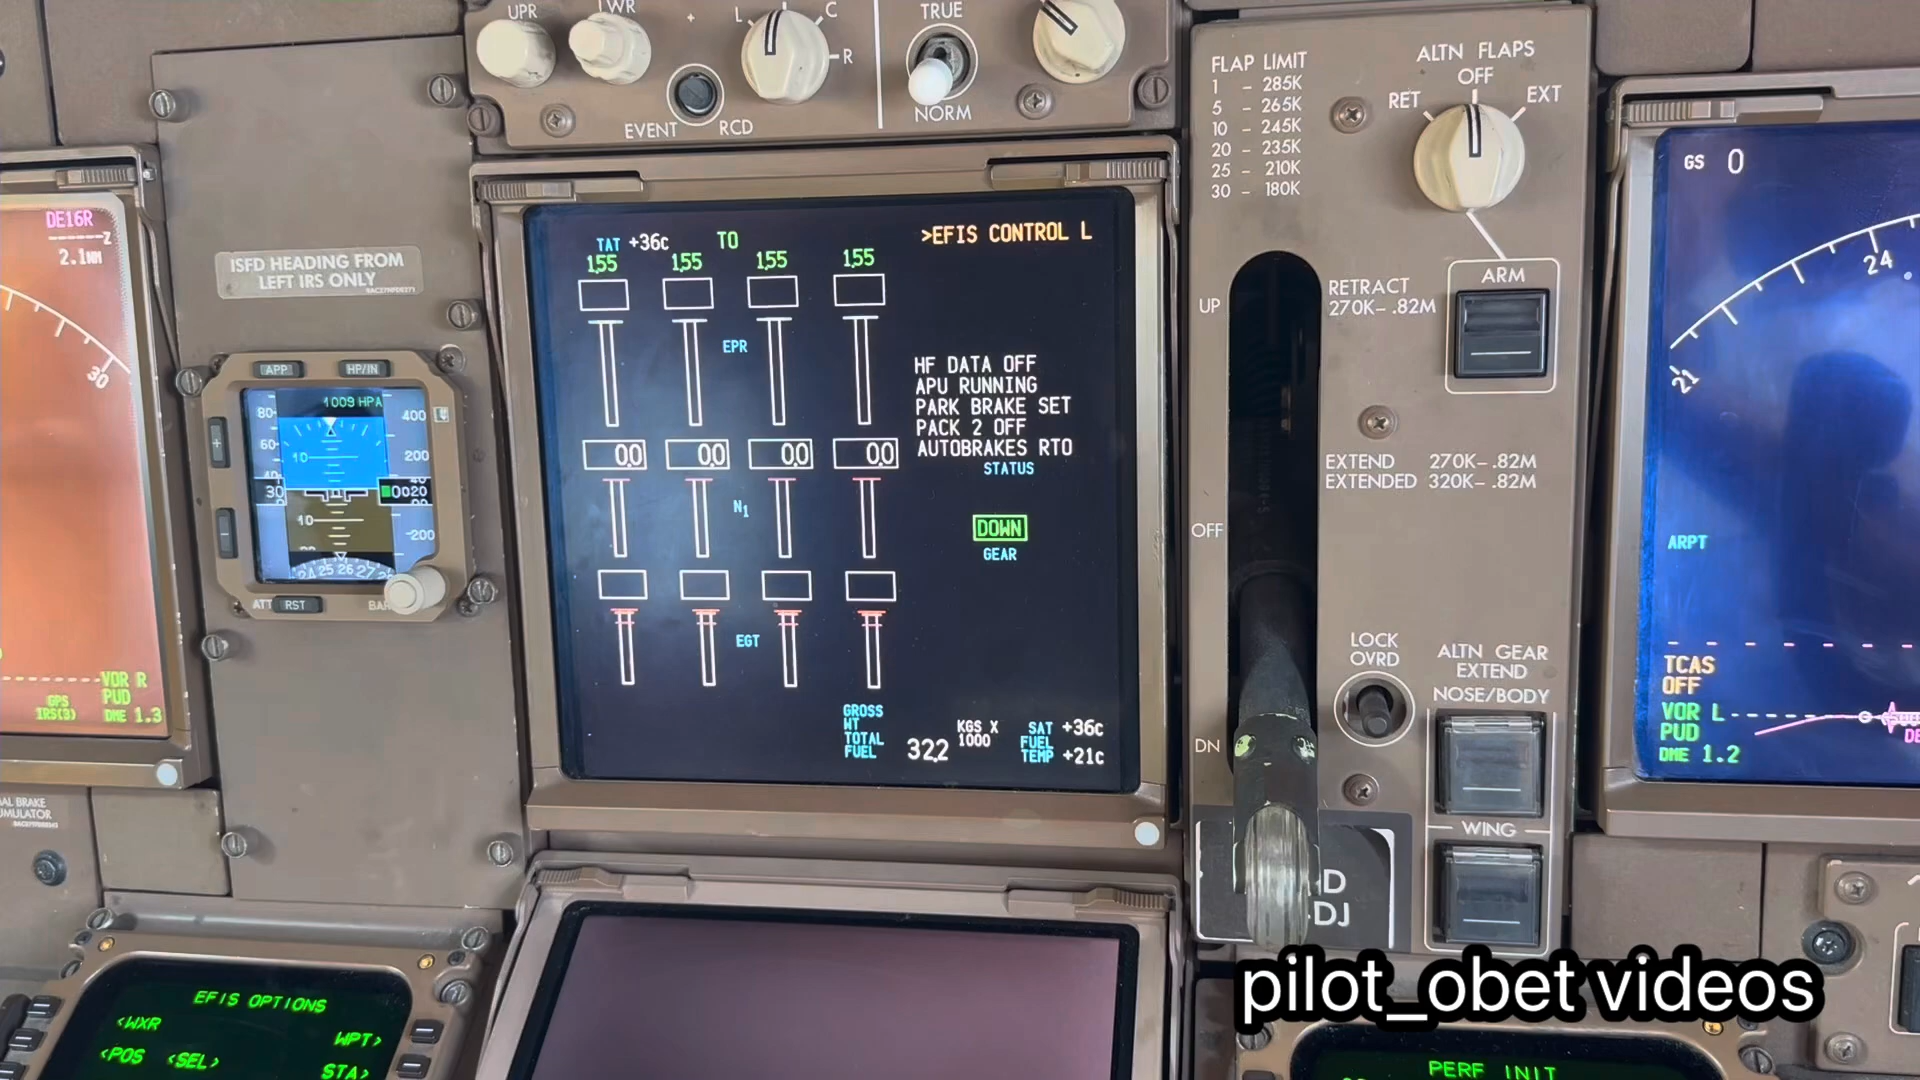 UPR
LWR
L
C
R
EVENT
RCD
TRUE
NORM
FLAP LIMIT
1 – 285K
5 – 265K
10 – 245K
20 – 235K
25 – 210K
30 – 180K
ALTN FLAPS
OFF
RET
EXT
ARM
DE16R
Z
2.1NM
30
VOR R
PUD
DME 1.3
GPS
IRS(3)
ISFD HEADING FROM
LEFT IRS ONLY
APP
HP/IN
1009 HPA
80
60
30
400
200
0020
200
10
10
25 26 27
ATT
RST
TAT +36c
TO
>EFIS CONTROL L
1.55 1.55 1.55 1.55
EPR
HF DATA OFF
APU RUNNING
PARK BRAKE SET
PACK 2 OFF
AUTOBRAKES RTO
STATUS
0.0 0.0 0.0 0.0
N1
DOWN
GEAR
EGT
GROSS
WT
TOTAL
FUEL
32.2
KGS X
1000
SAT +36c
FUEL
TEMP +21c
UP
OFF
DN
RETRACT
270K– .82M
EXTEND 270K– .82M
EXTENDED 320K– .82M
LOCK
OVRD
ALTN GEAR
EXTEND
NOSE/BODY
WING
D
-DJ
GS 0
24
21
ARPT
TCAS
OFF
VOR L
PUD
DME 1.2
BRAKE
EFIS OPTIONS
<WXR
WPT>
<POS <SEL>
STA>
PERF INIT
pilot_obet videos